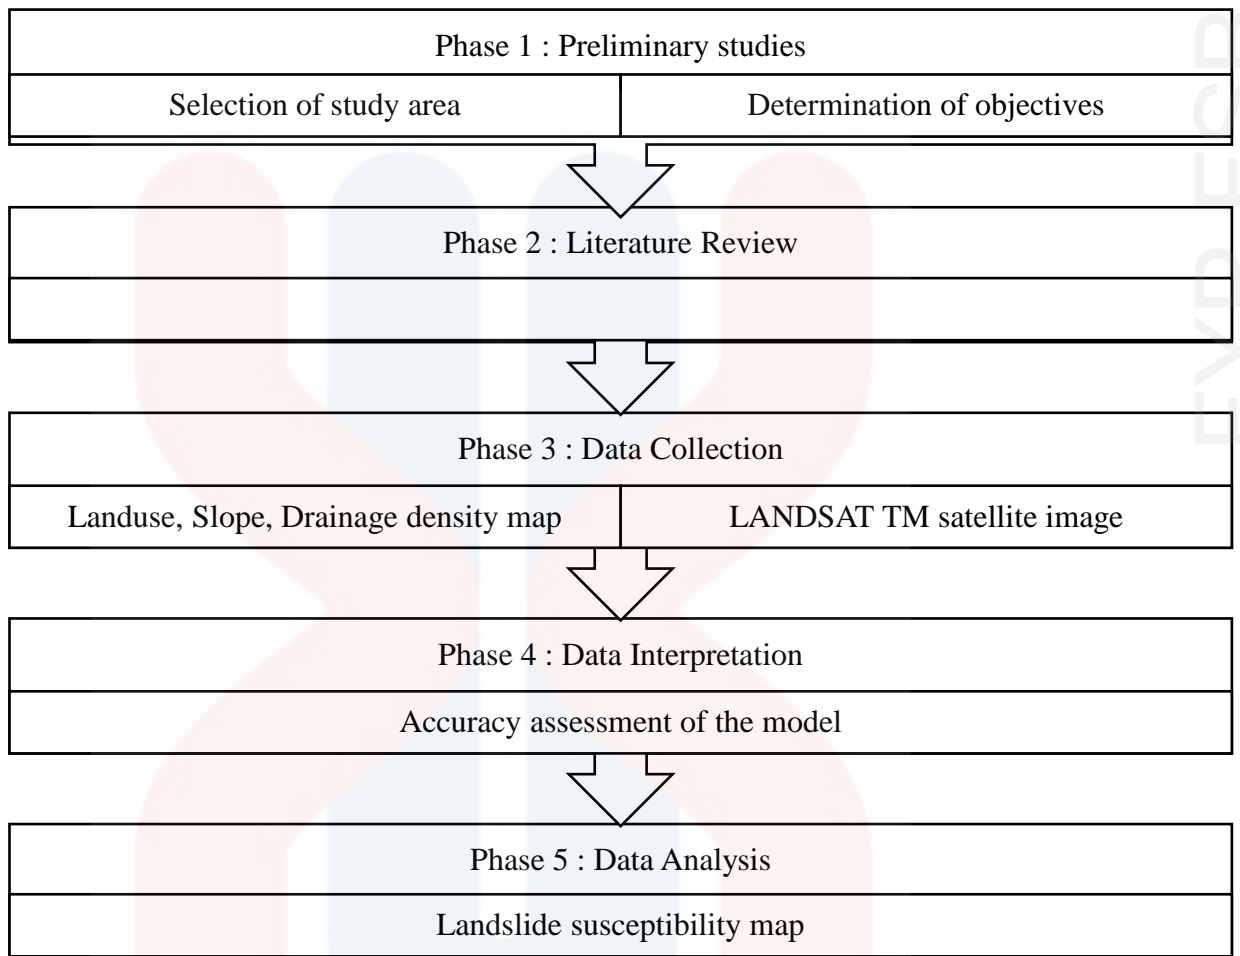 Phase 1 : Preliminary studies
Selection of study area
Determination of objectives
Phase 2 : Literature Review
Phase 3 : Data Collection
Landuse, Slope, Drainage density map
LANDSAT TM satellite image
Phase 4 : Data Interpretation
Accuracy assessment of the model
Phase 5 : Data Analysis
Landslide susceptibility map
EYP FSB